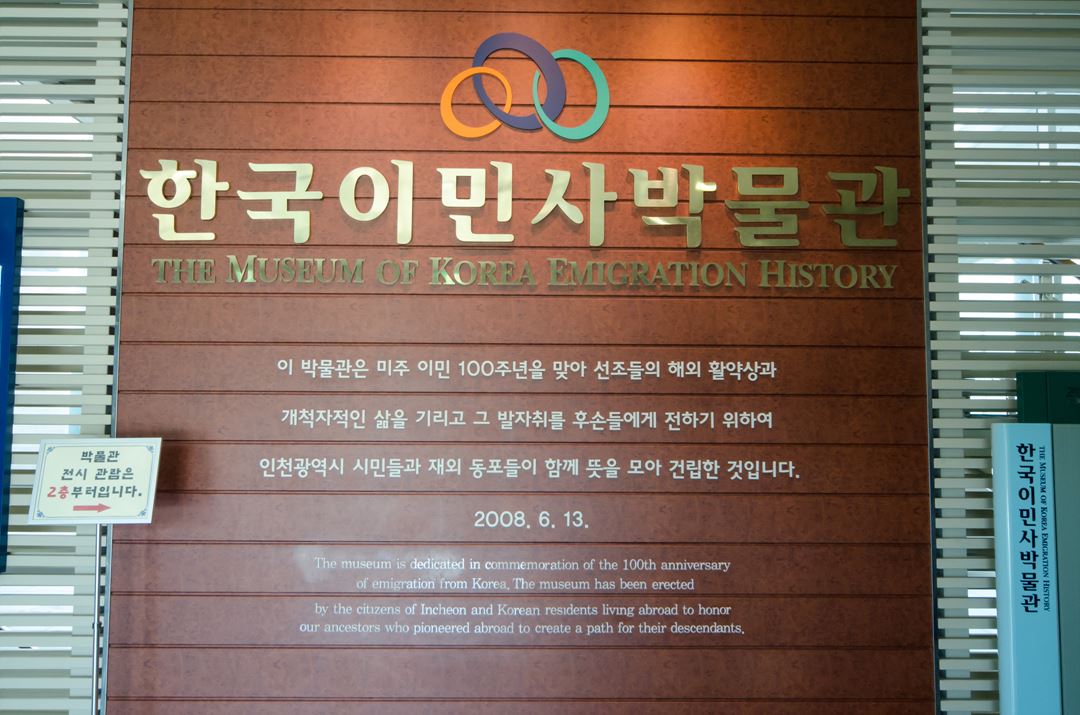 한국이민사박물관
THE MUSEUM OF KOREA EMIGRATION HISTORY
이 박물관은 미주 이민 100주년을 맞아 선조들의 해외 활약상과
개척자적인 삶을 기리고 그 발자취를 후손들에게 전하기 위하여
인천광역시 시민들과 재외 동포들이 함께 뜻을 모아 건립한 것입니다.
2008. 6. 13.
The museum is dedicated in commemoration of the 100th anniversary
of emigration from Korea. The museum has been erected
by the citizens of Incheon and Korean residents living abroad to honor
our ancestors who pioneered abroad to create a path for their descendants.
박물관
전시 관람은
2층부터입니다.
THE MUSEUM OF KOREA EMIGRATION HISTORY
한국이민사박물관